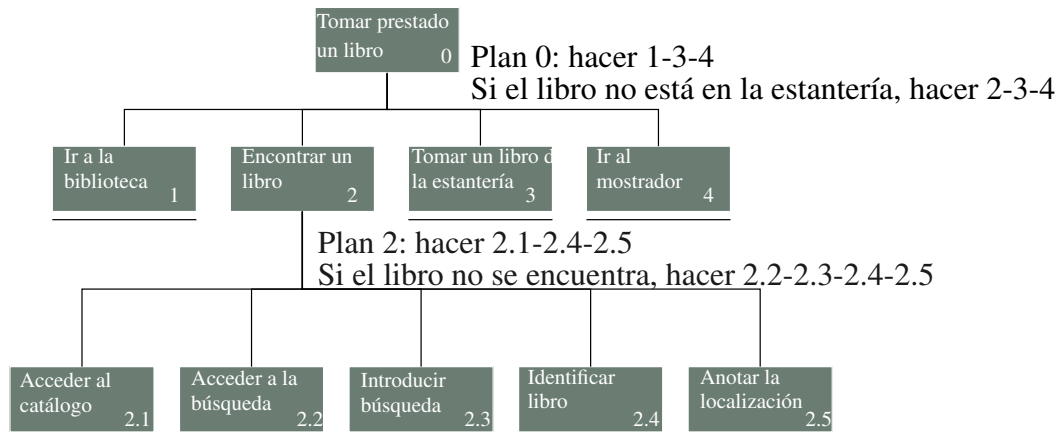 Tomar prestado
un libro 0
Plan 0: hacer 1-3-4
Si el libro no está en la estantería, hacer 2-3-4
Ir a la
biblioteca 1
Encontrar un
libro 2
Tomar un libro d
la estantería 3
Ir al
mostrador 4
Plan 2: hacer 2.1-2.4-2.5
Si el libro no se encuentra, hacer 2.2-2.3-2.4-2.5
Acceder al
catálogo 2.1
Acceder a la
búsqueda 2.2
Introducir
búsqueda 2.3
Identificar
libro 2.4
Anotar la
localización 2.5